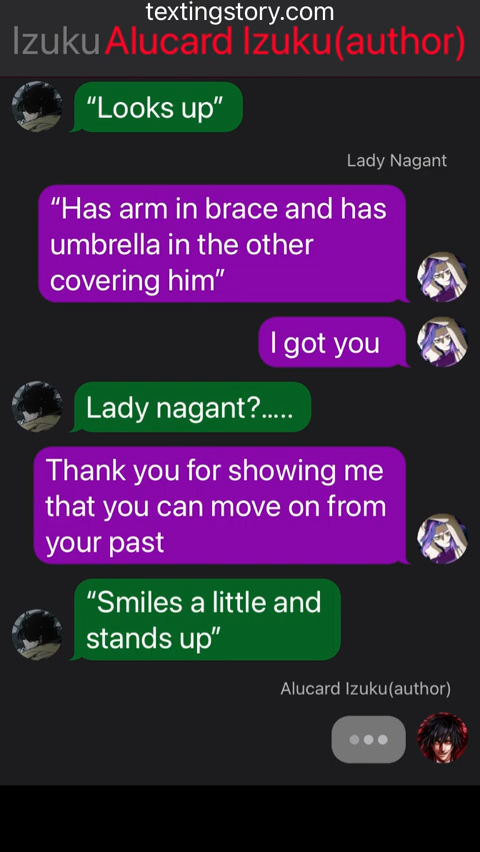 textingstory.com
Izuku Alucard Izuku(author)
“Looks up”
Lady Nagant
“Has arm in brace and has
umbrella in the other
covering him”
I got you
Lady nagant?.....
Thank you for showing me
that you can move on from
your past
“Smiles a little and
stands up”
Alucard Izuku(author)